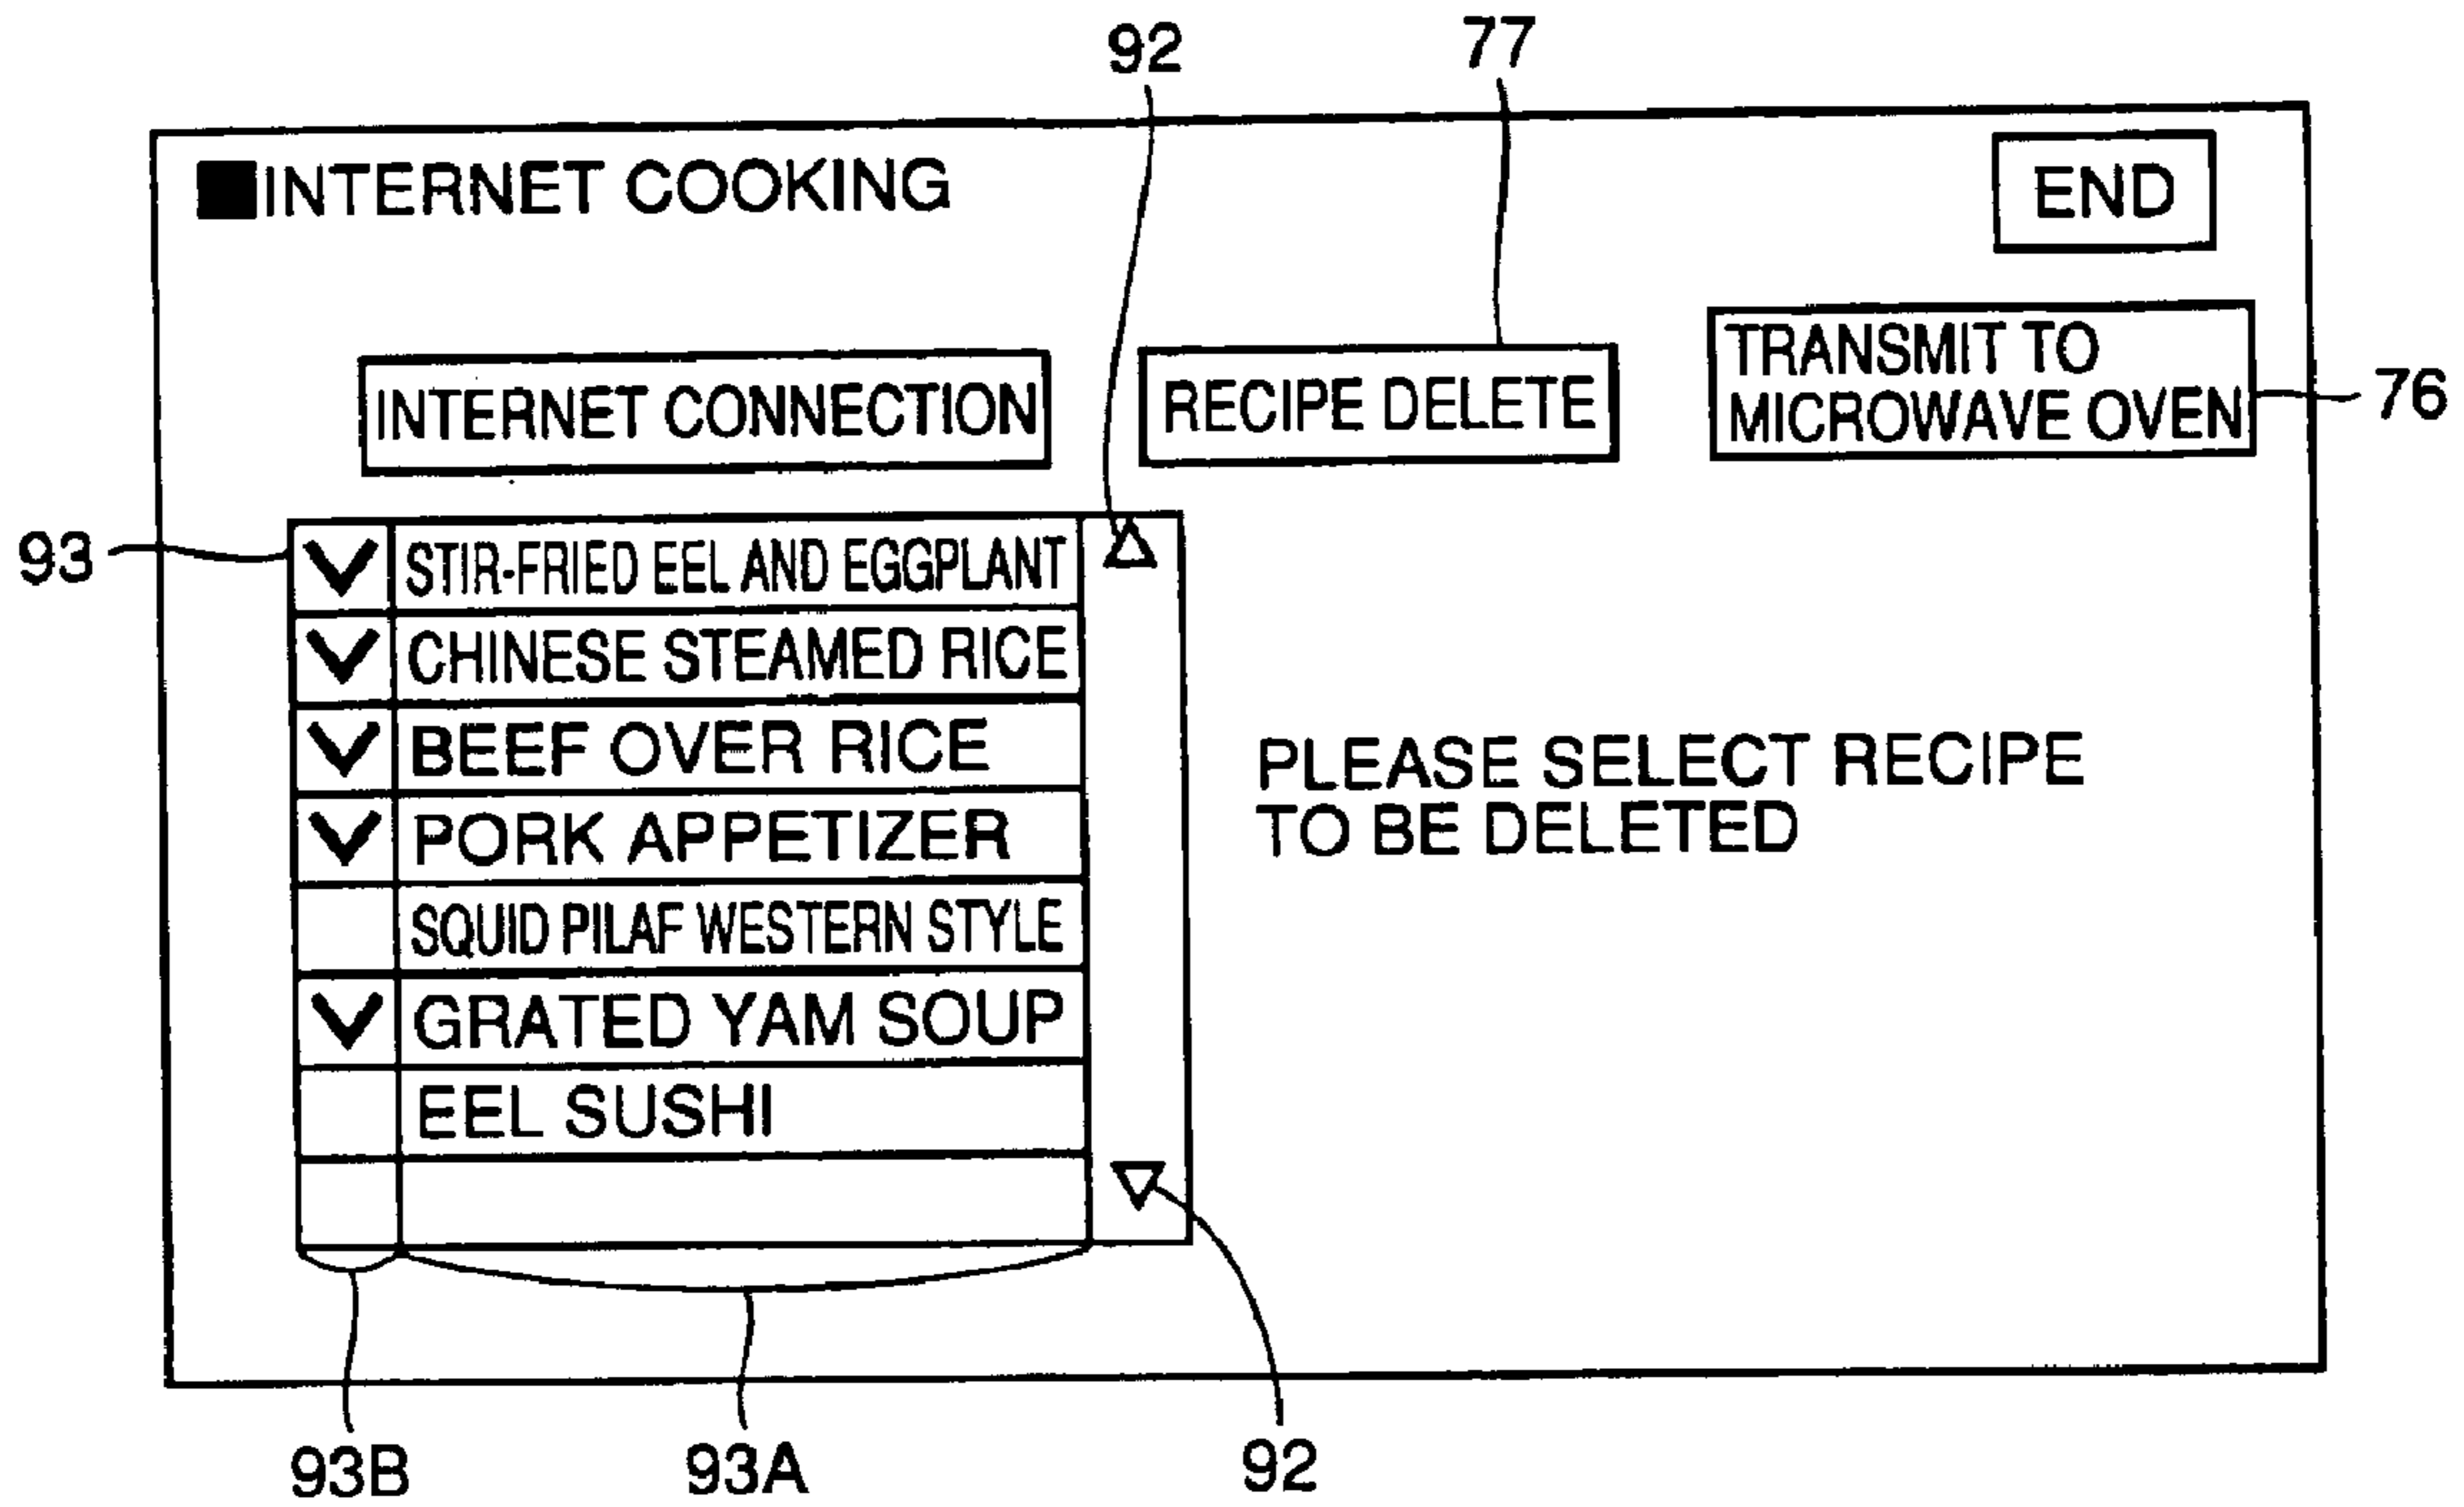 92
77
■INTERNET COOKING
END
INTERNET CONNECTION
RECIPE DELETE
TRANSMIT TO
MICROWAVE OVEN
76
93
STIR-FRIED EEL AND EGGPLANT
CHINESE STEAMED RICE
BEEF OVER RICE
PORK APPETIZER
SQUID PILAF WESTERN STYLE
GRATED YAM SOUP
EEL SUSHI
PLEASE SELECT RECIPE
TO BE DELETED
93B
93A
92